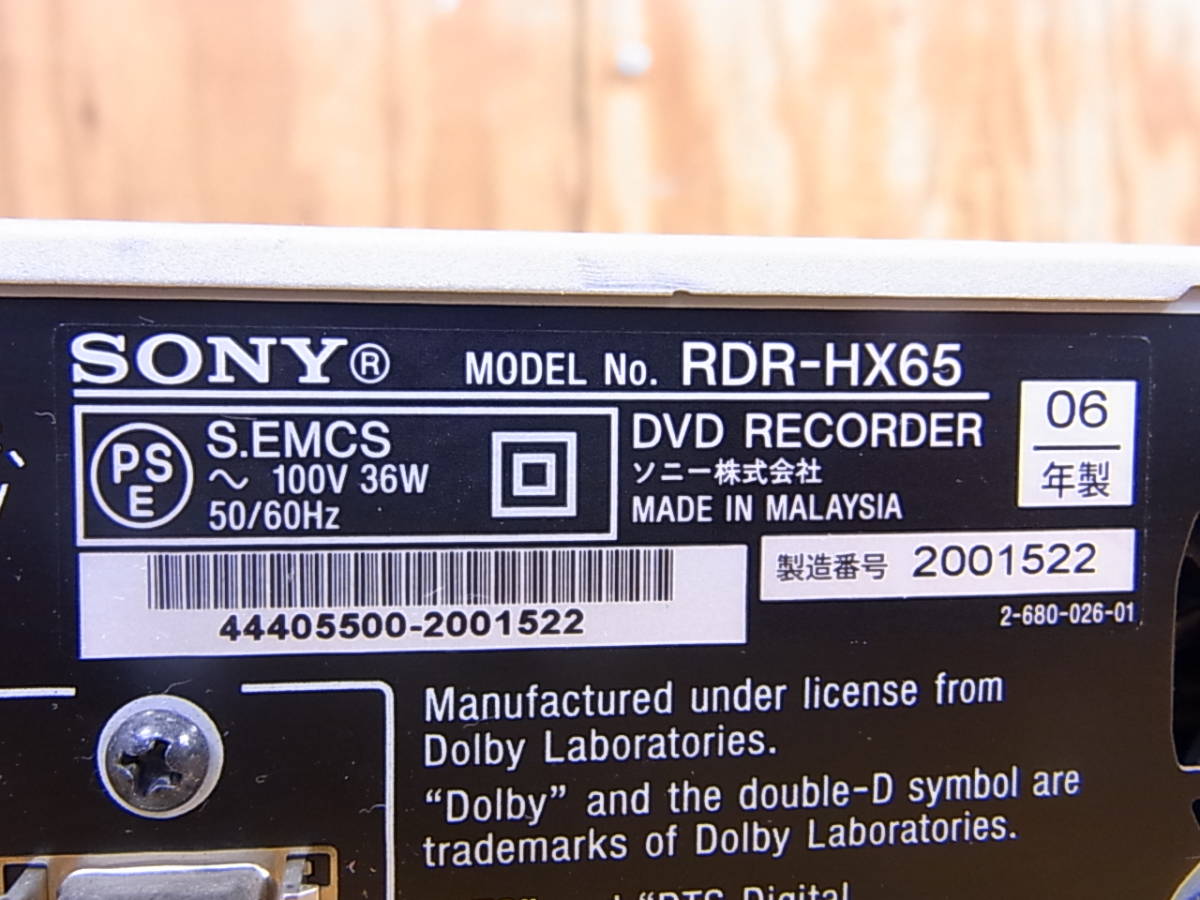 SONY® MODEL No. RDR-HX65
PS
E
S.EMCS
～ 100V 36W
50/60Hz
DVD RECORDER
ソニー株式会社
MADE IN MALAYSIA
06
年製
44405500-2001522
製造番号 2001522
2-680-026-01
Manufactured under license from
Dolby Laboratories.
“Dolby” and the double-D symbol are
trademarks of Dolby Laboratories.
Digital